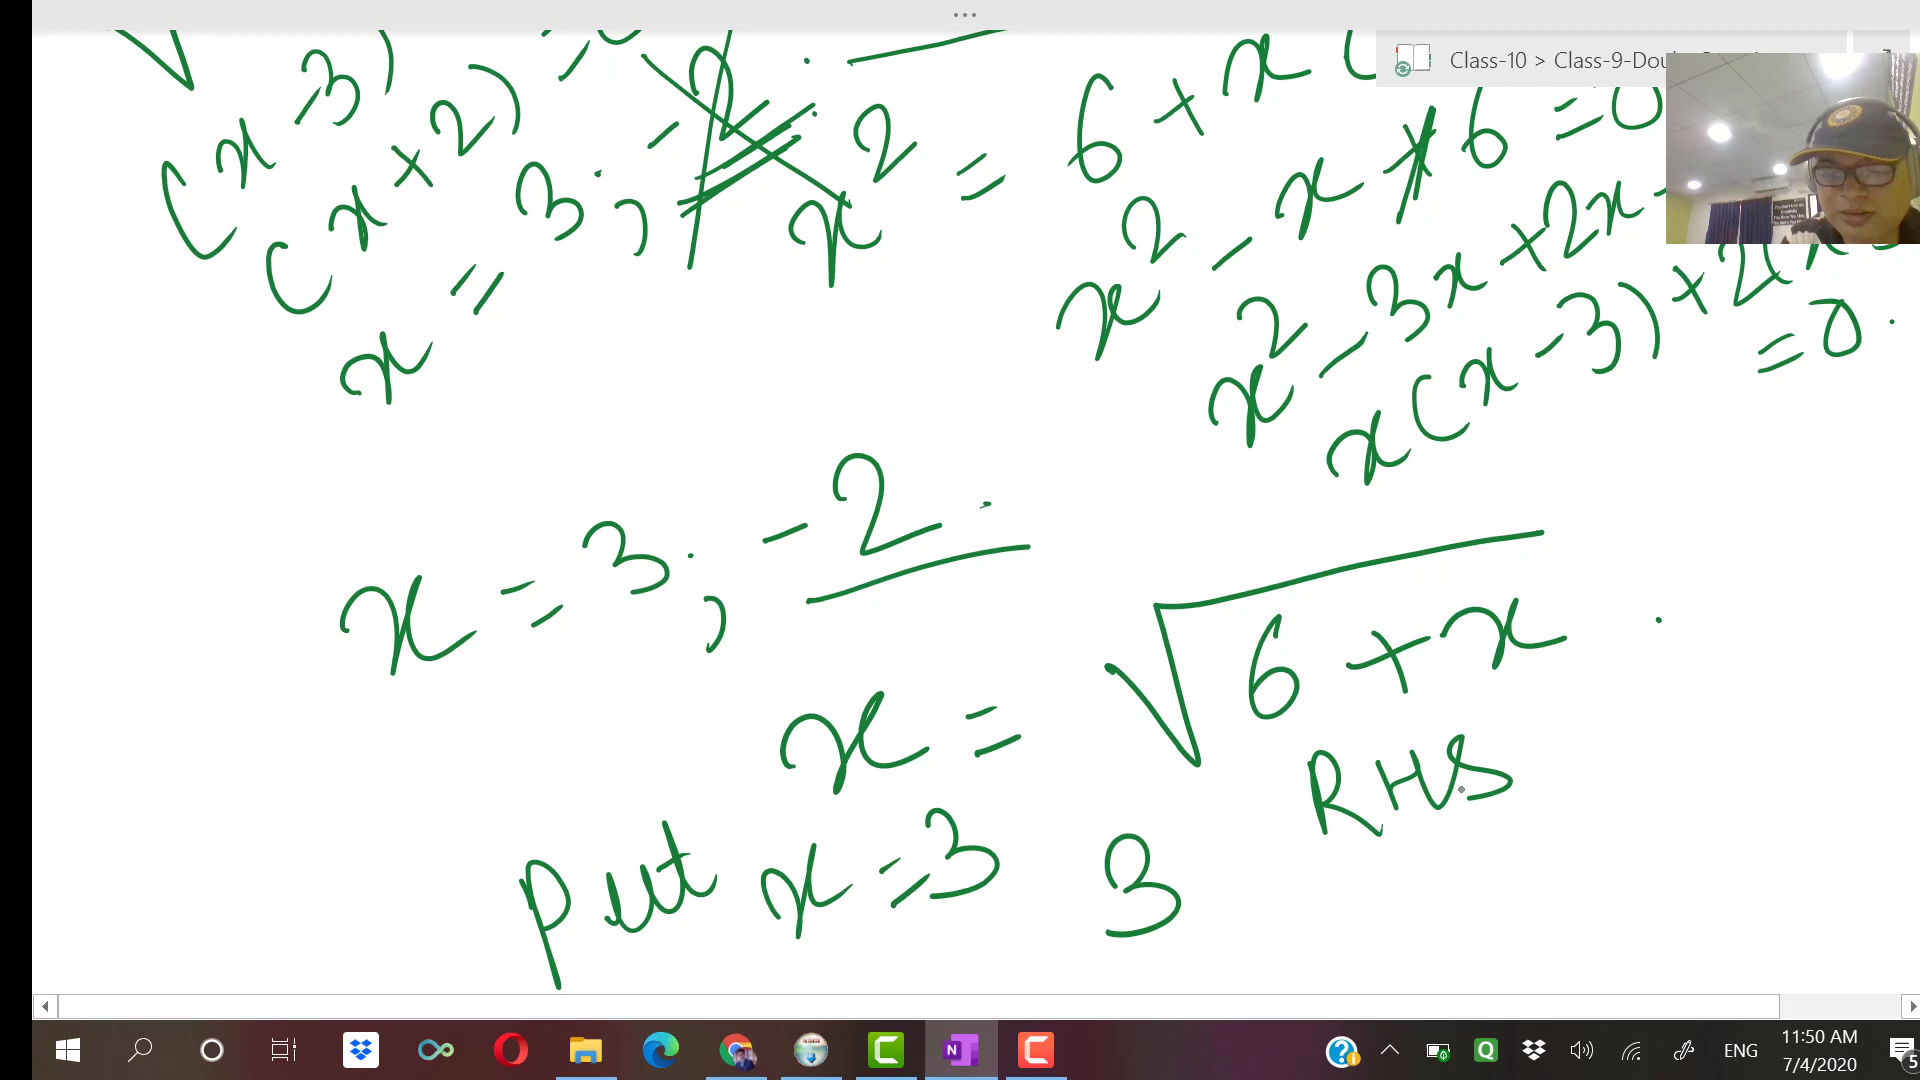 Class-10 > Class-9-Dou
(x-3)
(x+2)
x = 3; -2.
x² = 6 + x
x² - x + 6 = 0
x² - 3x + 2x
x(x-3) + 2(x
= 0.
x = 3; -2.
x = √6+x
RHS
put x = 3 3
ENG
11:50 AM
7/4/2020
5